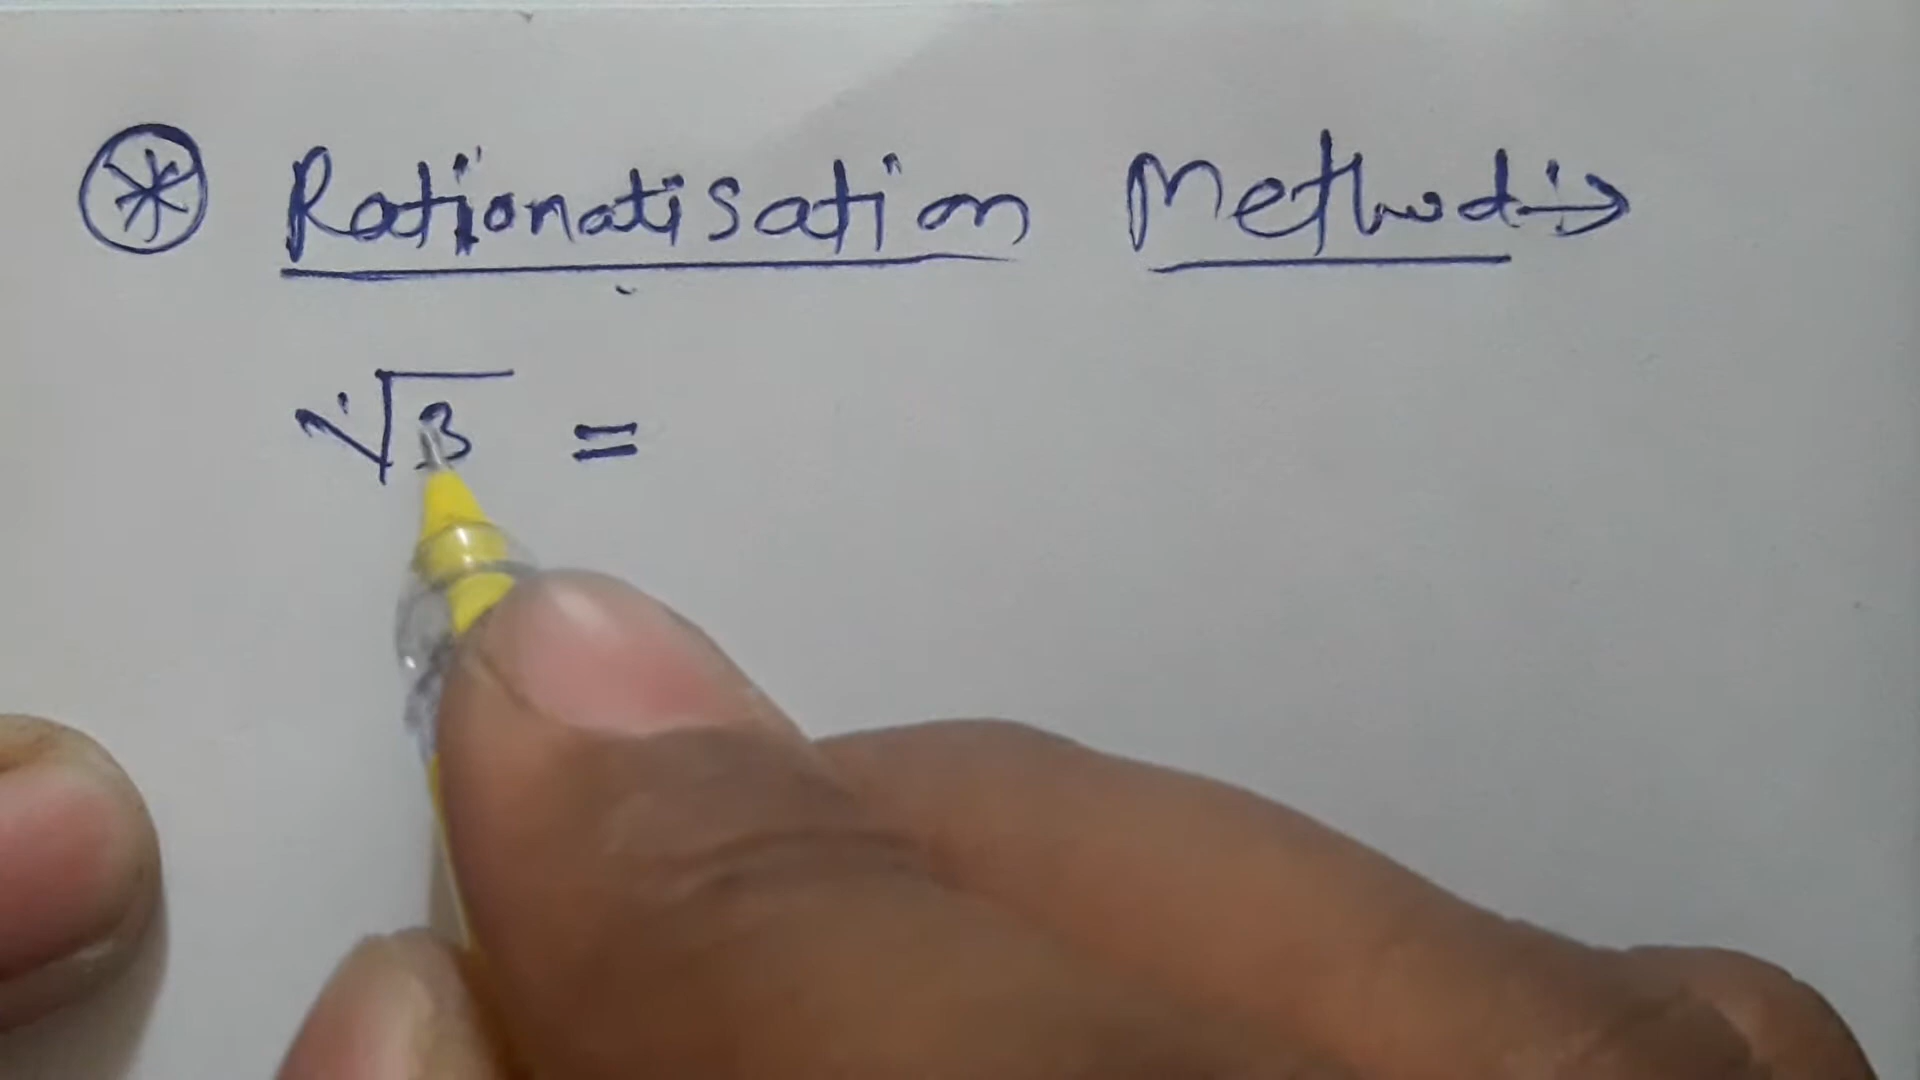 ⊛ Rationatisation Method:→
√3 =